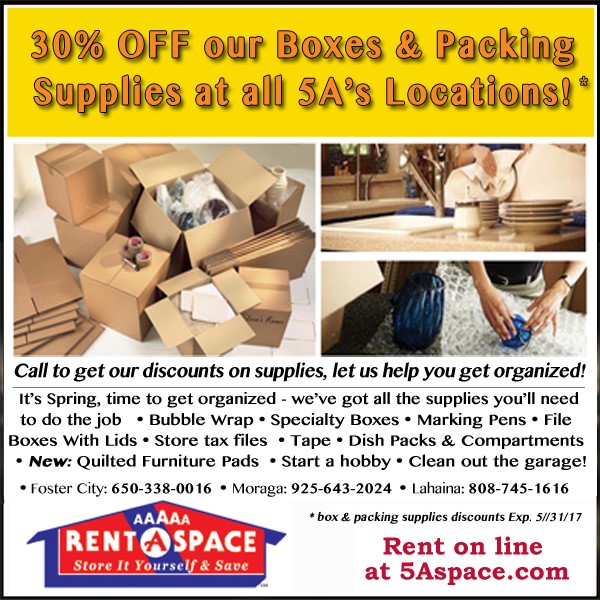 30% OFF our Boxes & Packing
Supplies at all 5A's Locations!*
Call to get our discounts on supplies, let us help you get organized!
It's Spring, time to get organized - we've got all the supplies you'll need
to do the job • Bubble Wrap • Specialty Boxes • Marking Pens • File
Boxes With Lids • Store tax files • Tape • Dish Packs & Compartments
• New: Quilted Furniture Pads • Start a hobby • Clean out the garage!
• Foster City: 650-338-0016 • Moraga: 925-643-2024 • Lahaina: 808-745-1616
* box & packing supplies discounts Exp. 5//31/17
AAAAA
RENT A SPACE
Store It Yourself & Save
Rent on line
at 5Aspace.com